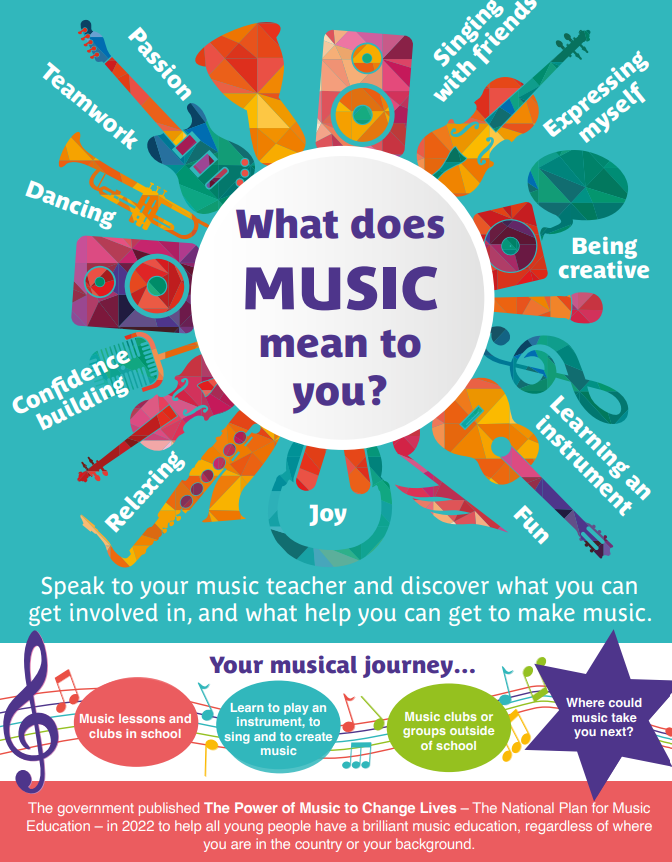 What does
MUSIC
mean to
you?
Passion
Teamwork
Dancing
Confidence
building
Relaxing
Joy
Fun
Learning an
instrument
Being
creative
Expressing
myself
Singing
with friends
Speak to your music teacher and discover what you can
get involved in, and what help you can get to make music.
Your musical journey...
Music lessons and
clubs in school
Learn to play an
instrument, to
sing and to create
music
Music clubs or
groups outside
of school
Where could
music take
you next?
The government published The Power of Music to Change Lives – The National Plan for Music
Education – in 2022 to help all young people have a brilliant music education, regardless of where
you are in the country or your background.